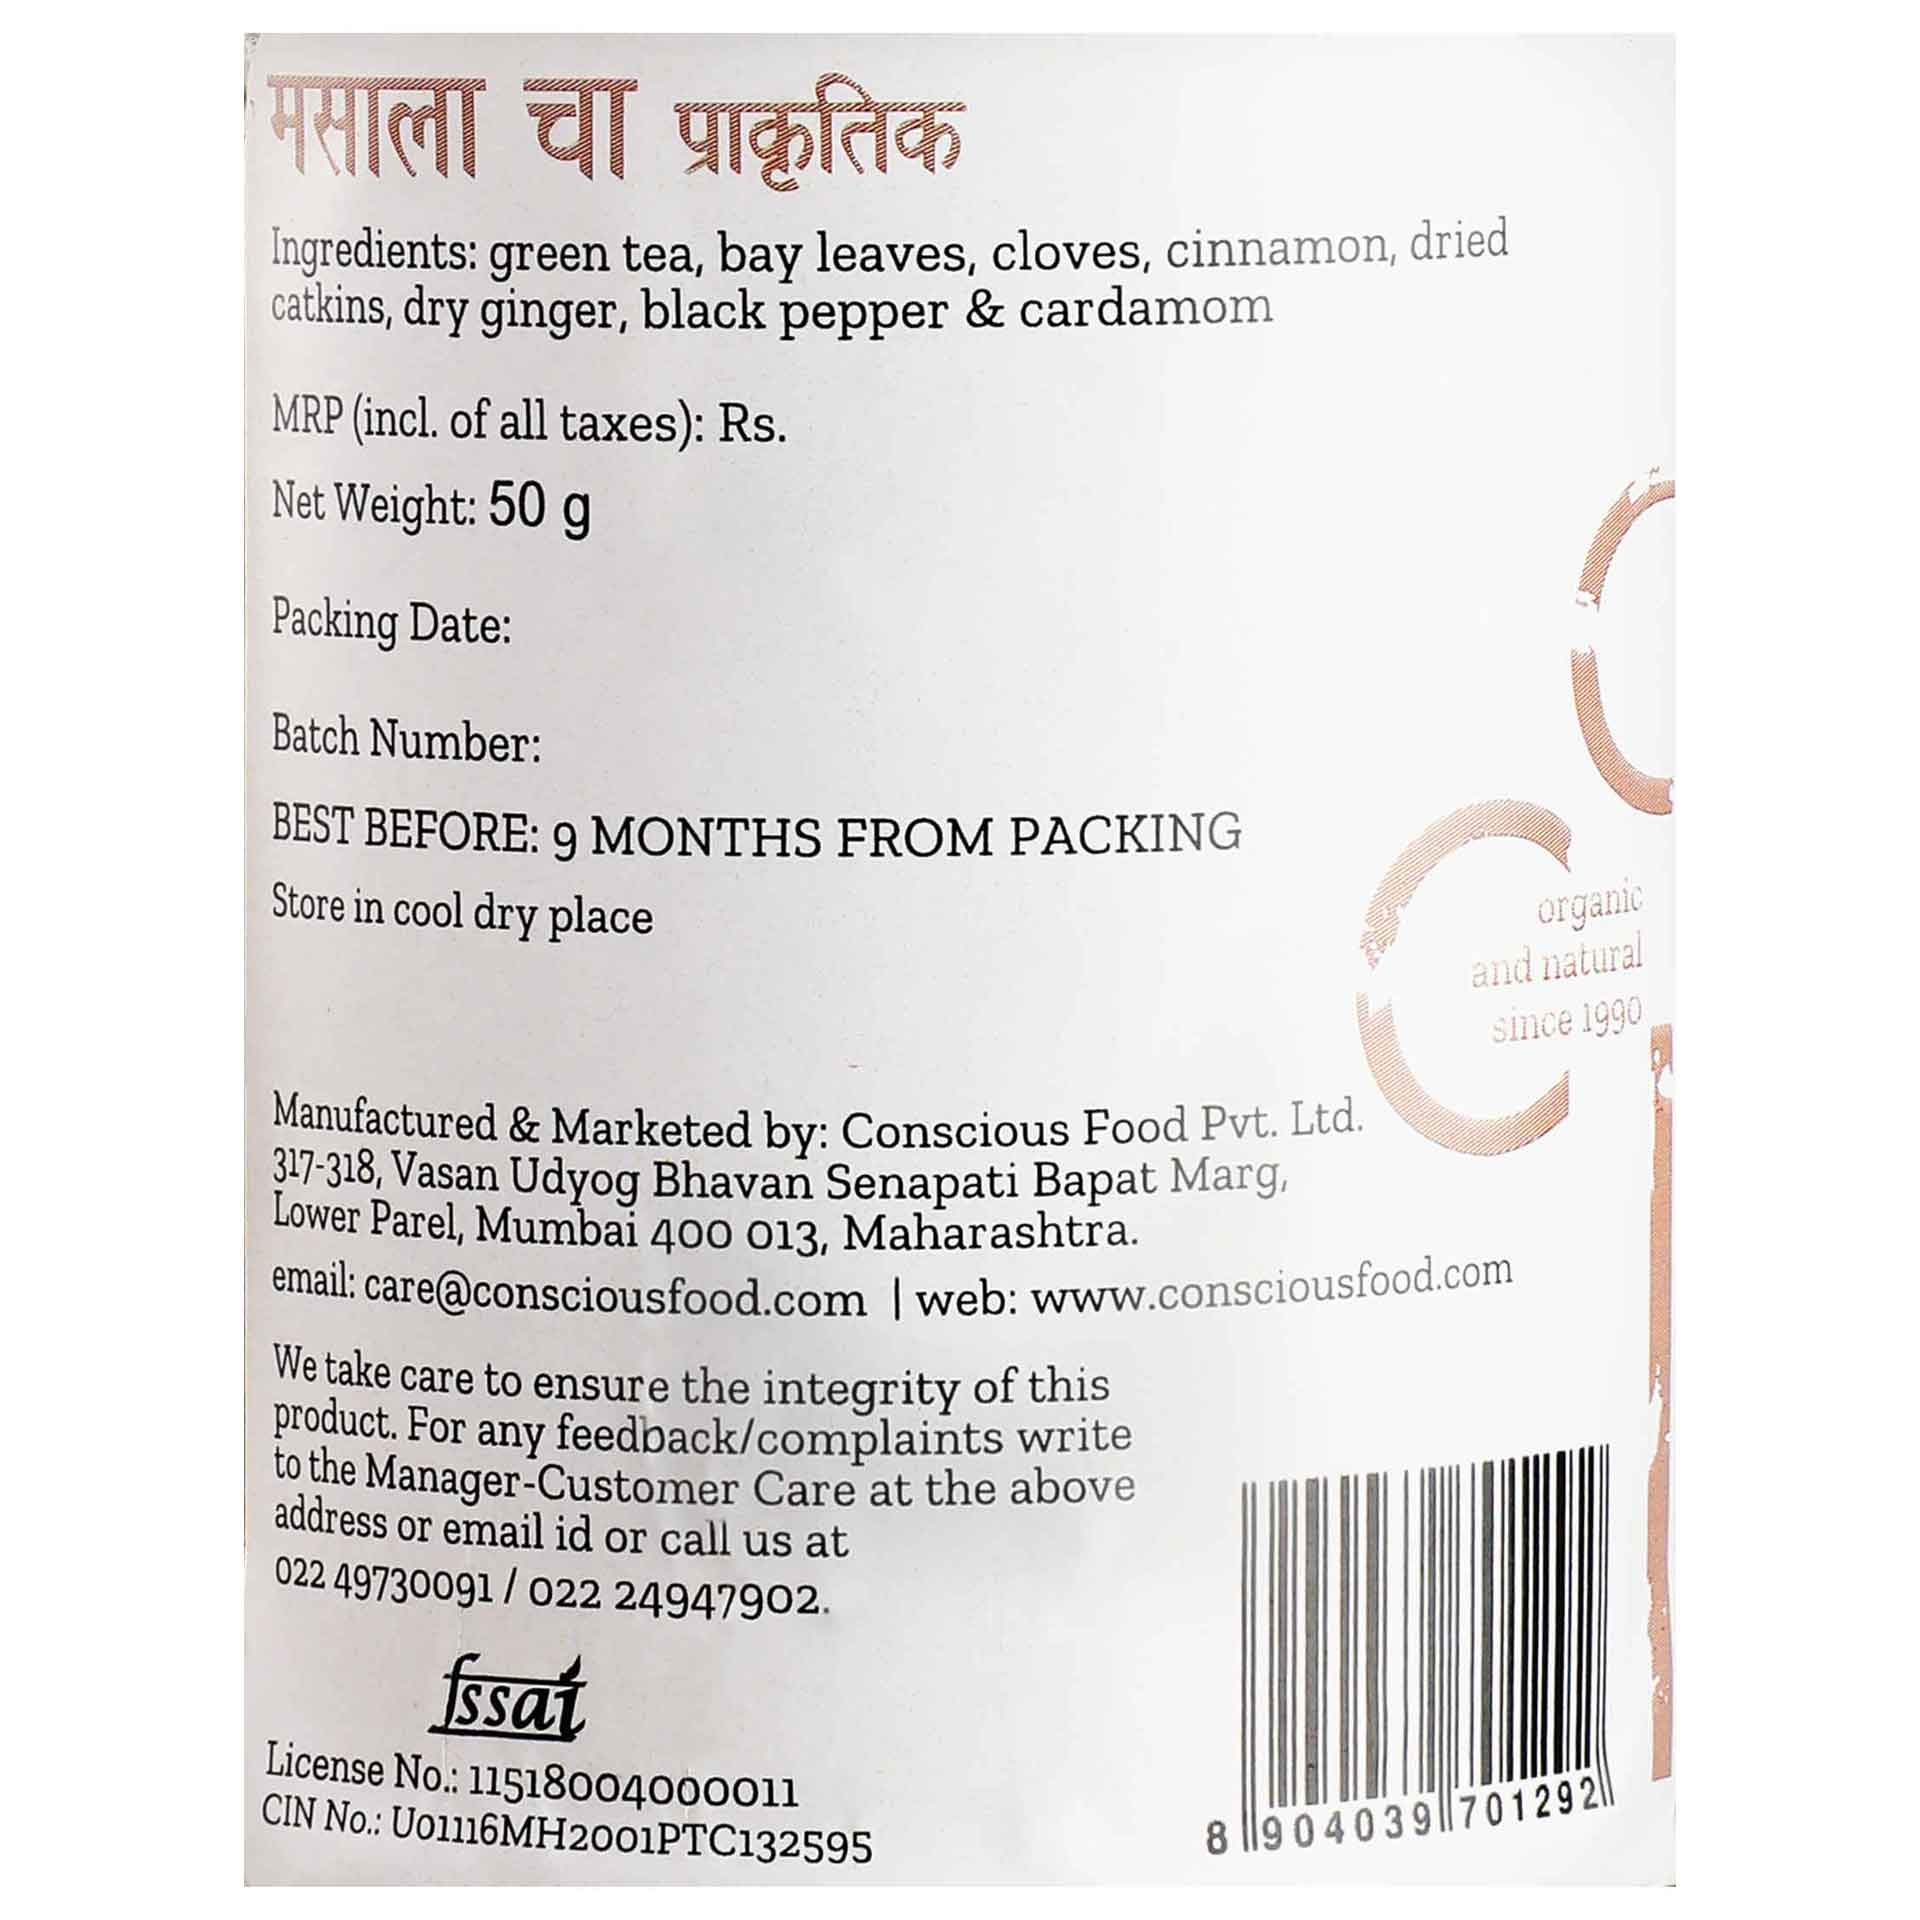 मसाला चा प्राकृतिक
Ingredients: green tea, bay leaves, cloves, cinnamon, dried
catkins, dry ginger, black pepper & cardamom
MRP (incl. of all taxes): Rs.
Net Weight: 50 g
Packing Date:
Batch Number:
BEST BEFORE: 9 MONTHS FROM PACKING
Store in cool dry place
organic
and natural
since 1990
Manufactured & Marketed by: Conscious Food Pvt. Ltd.
317-318, Vasan Udyog Bhavan Senapati Bapat Marg,
Lower Parel, Mumbai 400 013, Maharashtra.
email: care@consciousfood.com | web: www.consciousfood.com
We take care to ensure the integrity of this
product. For any feedback/complaints write
to the Manager-Customer Care at the above
address or email id or call us at
022 49730091 / 022 24947902.
fssai
License No.: 11518004000011
CIN No.: U01116MH2001PTC132595
8 904039 701292